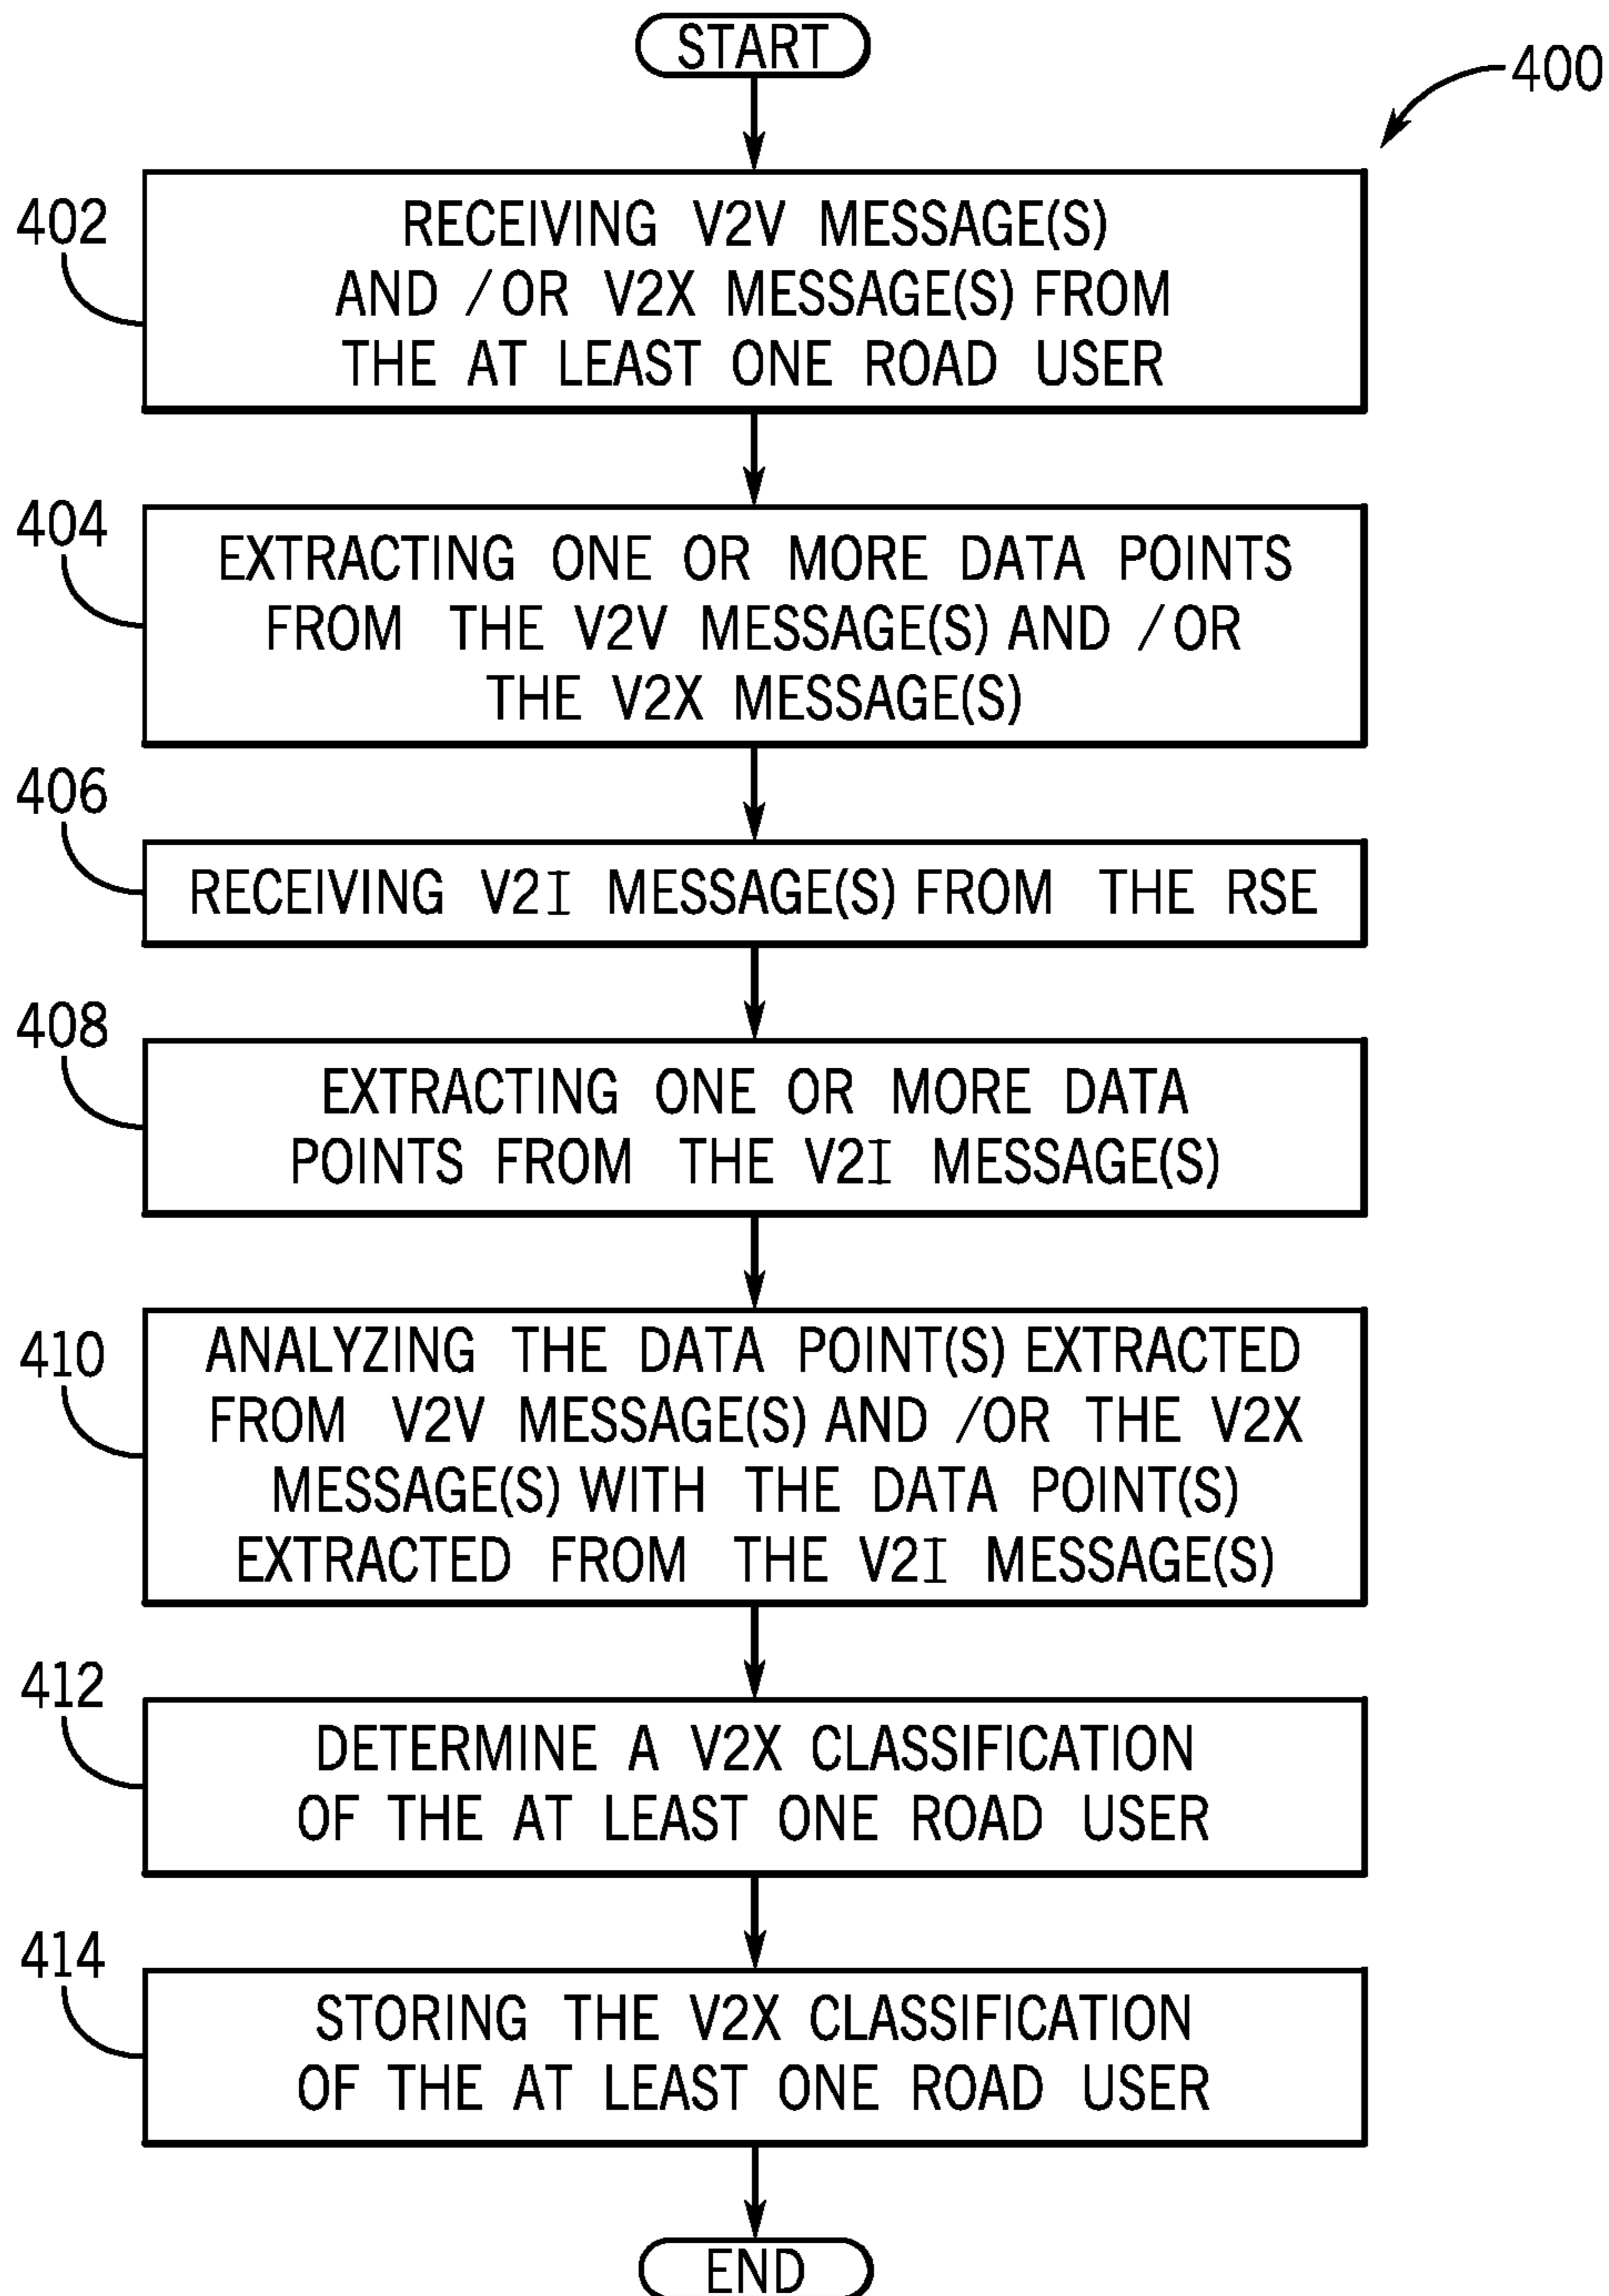 START
400
402
RECEIVING V2V MESSAGE(S)
AND /OR V2X MESSAGE(S) FROM
THE AT LEAST ONE ROAD USER
404
EXTRACTING ONE OR MORE DATA POINTS
FROM THE V2V MESSAGE(S) AND /OR
THE V2X MESSAGE(S)
406
RECEIVING V2I MESSAGE(S) FROM THE RSE
408
EXTRACTING ONE OR MORE DATA
POINTS FROM THE V2I MESSAGE(S)
410
ANALYZING THE DATA POINT(S) EXTRACTED
FROM V2V MESSAGE(S) AND /OR THE V2X
MESSAGE(S) WITH THE DATA POINT(S)
EXTRACTED FROM THE V2I MESSAGE(S)
412
DETERMINE A V2X CLASSIFICATION
OF THE AT LEAST ONE ROAD USER
414
STORING THE V2X CLASSIFICATION
OF THE AT LEAST ONE ROAD USER
END